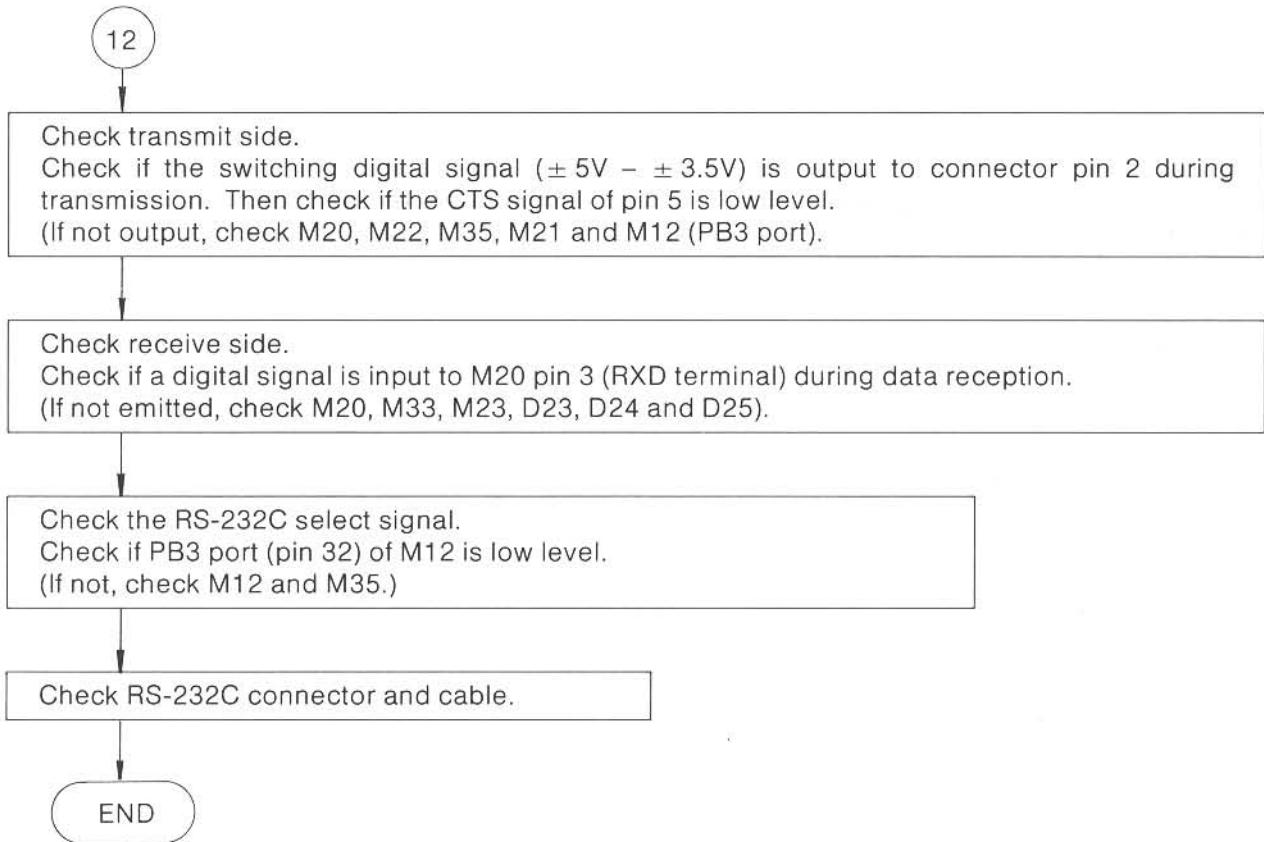 12
Check transmit side.
Check if the switching digital signal (± 5V – ± 3.5V) is output to connector pin 2 during
transmission. Then check if the CTS signal of pin 5 is low level.
(If not output, check M20, M22, M35, M21 and M12 (PB3 port).
Check receive side.
Check if a digital signal is input to M20 pin 3 (RXD terminal) during data reception.
(If not emitted, check M20, M33, M23, D23, D24 and D25).
Check the RS-232C select signal.
Check if PB3 port (pin 32) of M12 is low level.
(If not, check M12 and M35.)
Check RS-232C connector and cable.
END